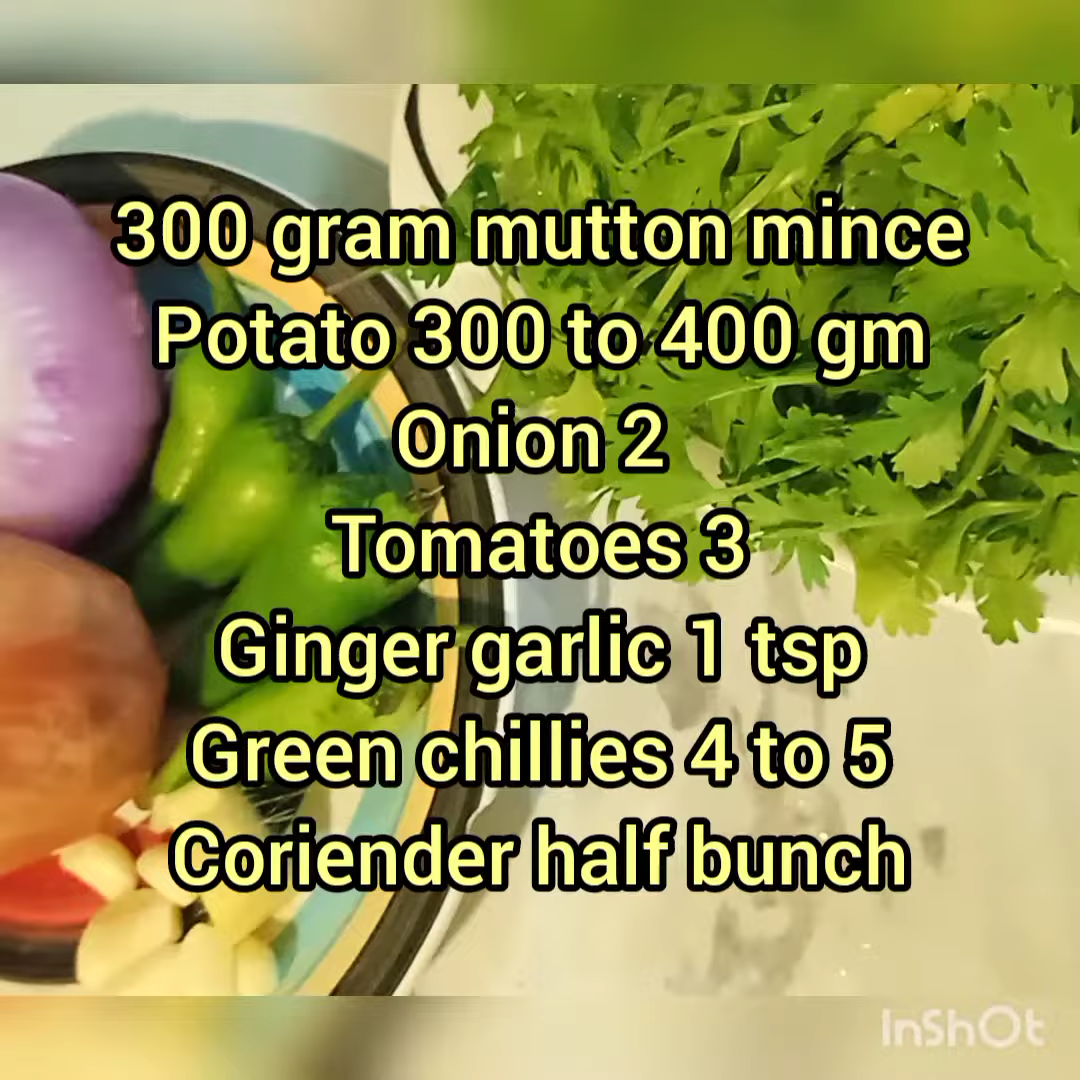 300 gram mutton mince
Potato 300 to 400 gm
Onion 2
Tomatoes 3
Ginger garlic 1 tsp
Green chillies 4 to 5
Coriender half bunch
InShOt